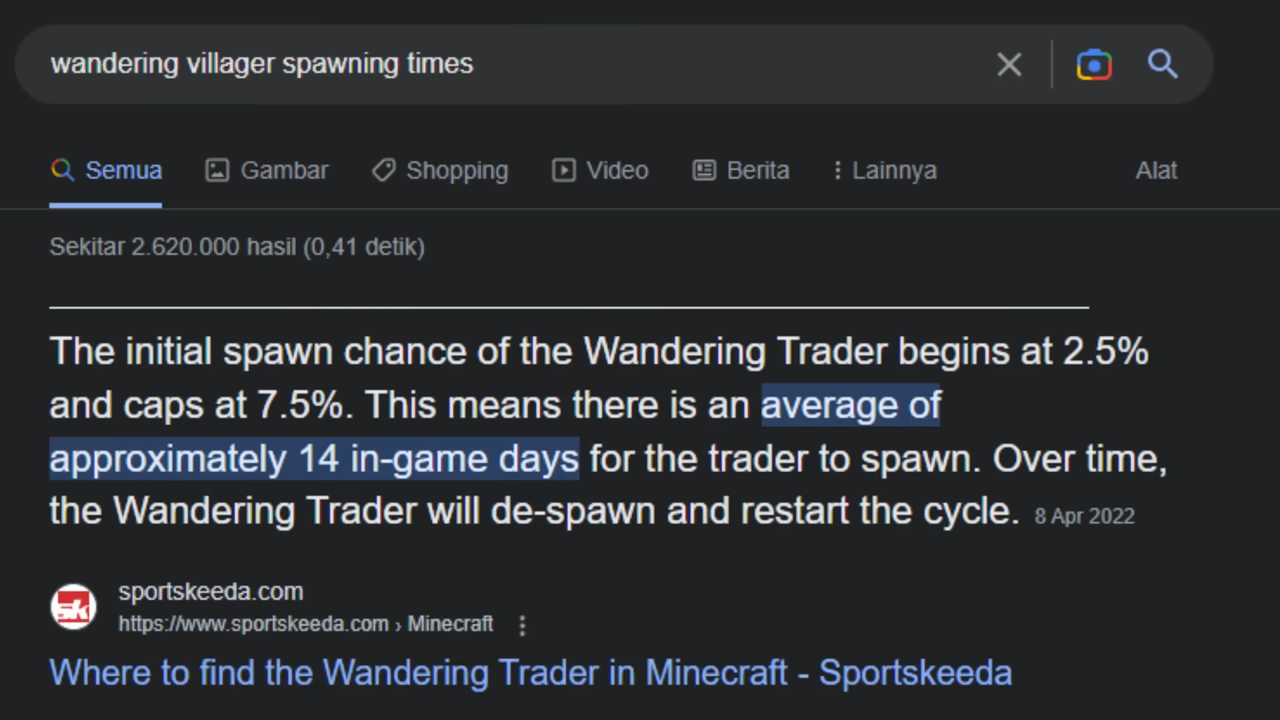 wandering villager spawning times
Semua Gambar Shopping Video Berita Lainnya Alat
Sekitar 2.620.000 hasil (0,41 detik)
The initial spawn chance of the Wandering Trader begins at 2.5%
and caps at 7.5%. This means there is an average of
approximately 14 in-game days for the trader to spawn. Over time,
the Wandering Trader will de-spawn and restart the cycle. 8 Apr 2022
sk
sportskeeda.com
https://www.sportskeeda.com › Minecraft
Where to find the Wandering Trader in Minecraft - Sportskeeda